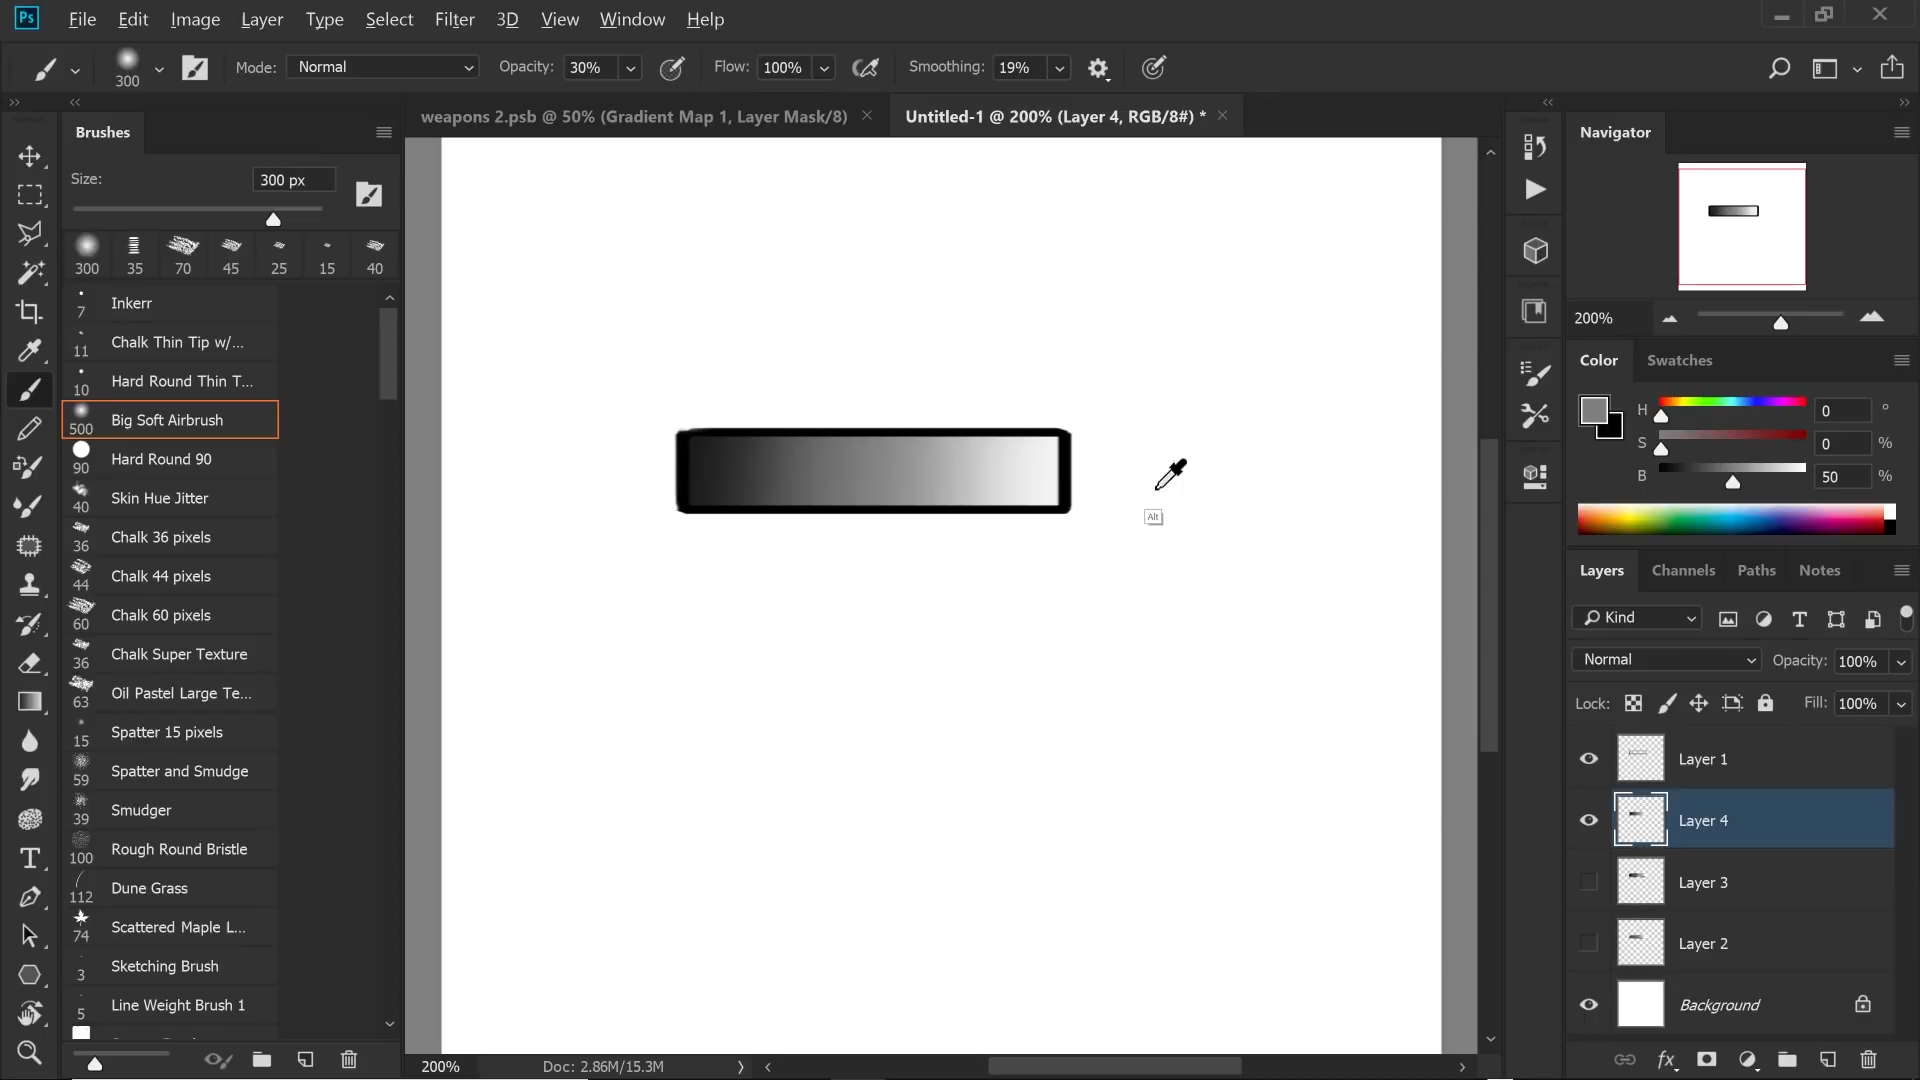 Ps File Edit Image Layer Type Select Filter 3D View Window Help
300 Mode: Normal Opacity: 30% Flow: 100% Smoothing: 19%
weapons 2.psb @ 50% (Gradient Map 1, Layer Mask/8) Untitled-1 @ 200% (Layer 4, RGB/8#) *
Brushes
Size: 300 px
300 35 70 45 25 15 40
7 Inkerr
11 Chalk Thin Tip w/...
10 Hard Round Thin T...
500 Big Soft Airbrush
90 Hard Round 90
40 Skin Hue Jitter
36 Chalk 36 pixels
44 Chalk 44 pixels
60 Chalk 60 pixels
36 Chalk Super Texture
63 Oil Pastel Large Te...
15 Spatter 15 pixels
59 Spatter and Smudge
39 Smudger
100 Rough Round Bristle
112 Dune Grass
74 Scattered Maple L...
3 Sketching Brush
5 Line Weight Brush 1
Alt
200% Doc: 2.86M/15.3M
Navigator
200%
Color Swatches
H 0 °
S 0 %
B 50 %
Layers Channels Paths Notes
Kind
Normal Opacity: 100%
Lock: Fill: 100%
Layer 1
Layer 4
Layer 3
Layer 2
Background